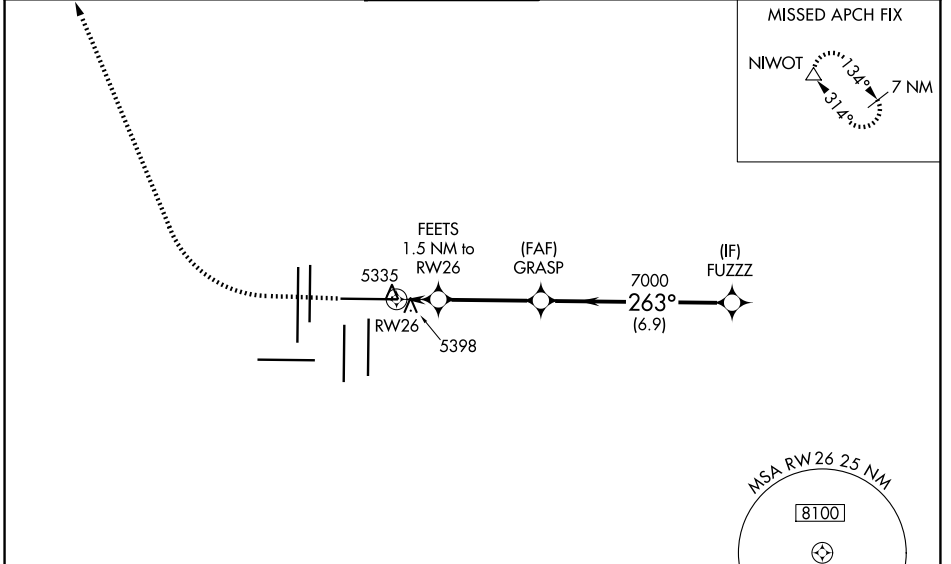 MISSED APCH FIX
NIWOT
134°
7 NM
314°
FEETS
1.5 NM to
RW26
(FAF)
GRASP
(IF)
FUZZZ
5335
7000
263°
(6.9)
RW26
5398
MSA RW26 25 NM
8100